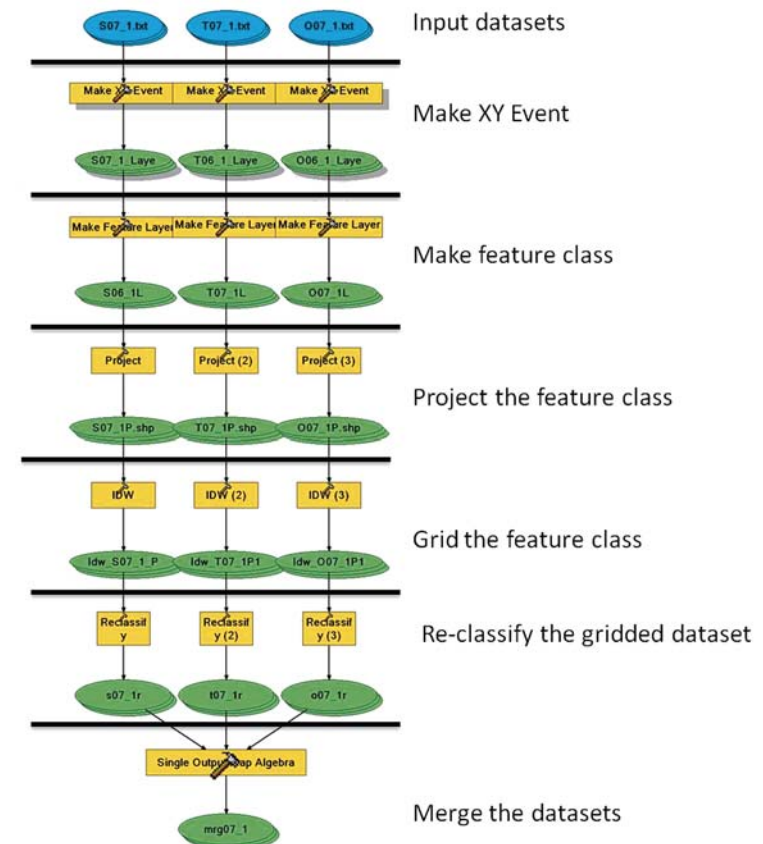 S07_1.txt T07_1.txt O07_1.txt Input datasets
Make XY Event Make XY Event Make XY Event
Make XY Event
S07_1_Laye T06_1_Laye O06_1_Laye
Make Feature Layer Make Feature Layer Make Feature Layer
Make feature class
S06_1L T07_1L O07_1L
Project Project (2) Project (3)
Project the feature class
S07_1P.shp T07_1P.shp O07_1P.shp
IDW IDW (2) IDW (3)
Grid the feature class
Idw_S07_1_P Idw_T07_1P1 Idw_O07_1P1
Reclassif Reclassif Reclassif
y y (2) y (3)
Re-classify the gridded dataset
s07_1r t07_1r o07_1r
Single Output Map Algebra
Merge the datasets
mrg07_1